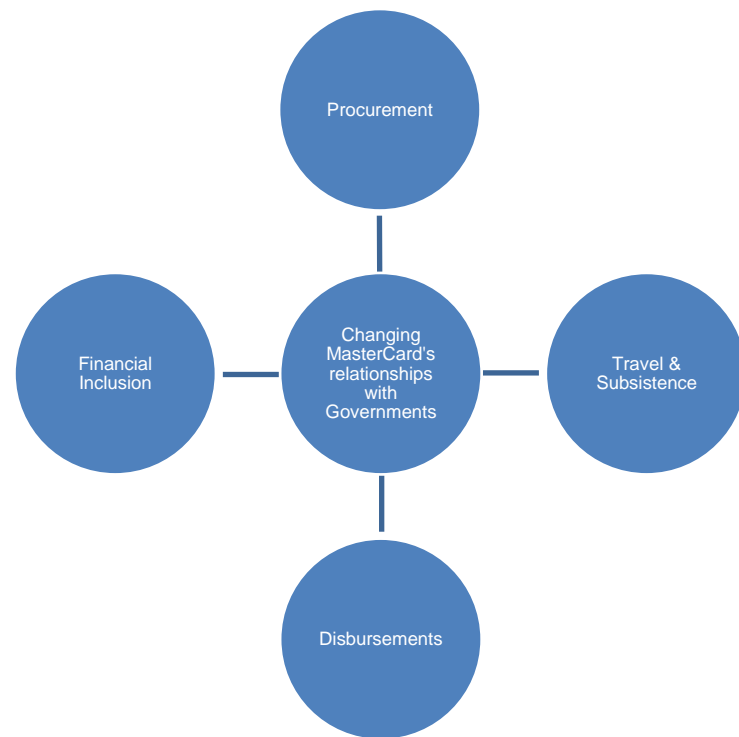 Procurement
Financial
Inclusion
Changing
MasterCard's
relationships
with
Governments
Travel &
Subsistence
Disbursements